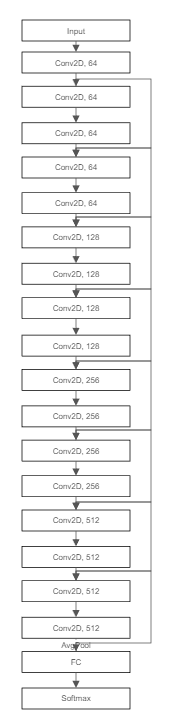 Input
Conv2D, 64
Conv2D, 64
Conv2D, 64
Conv2D, 64
Conv2D, 64
Conv2D, 128
Conv2D, 128
Conv2D, 128
Conv2D, 128
Conv2D, 256
Conv2D, 256
Conv2D, 256
Conv2D, 256
Conv2D, 512
Conv2D, 512
Conv2D, 512
Conv2D, 512
AvgPool
FC
Softmax